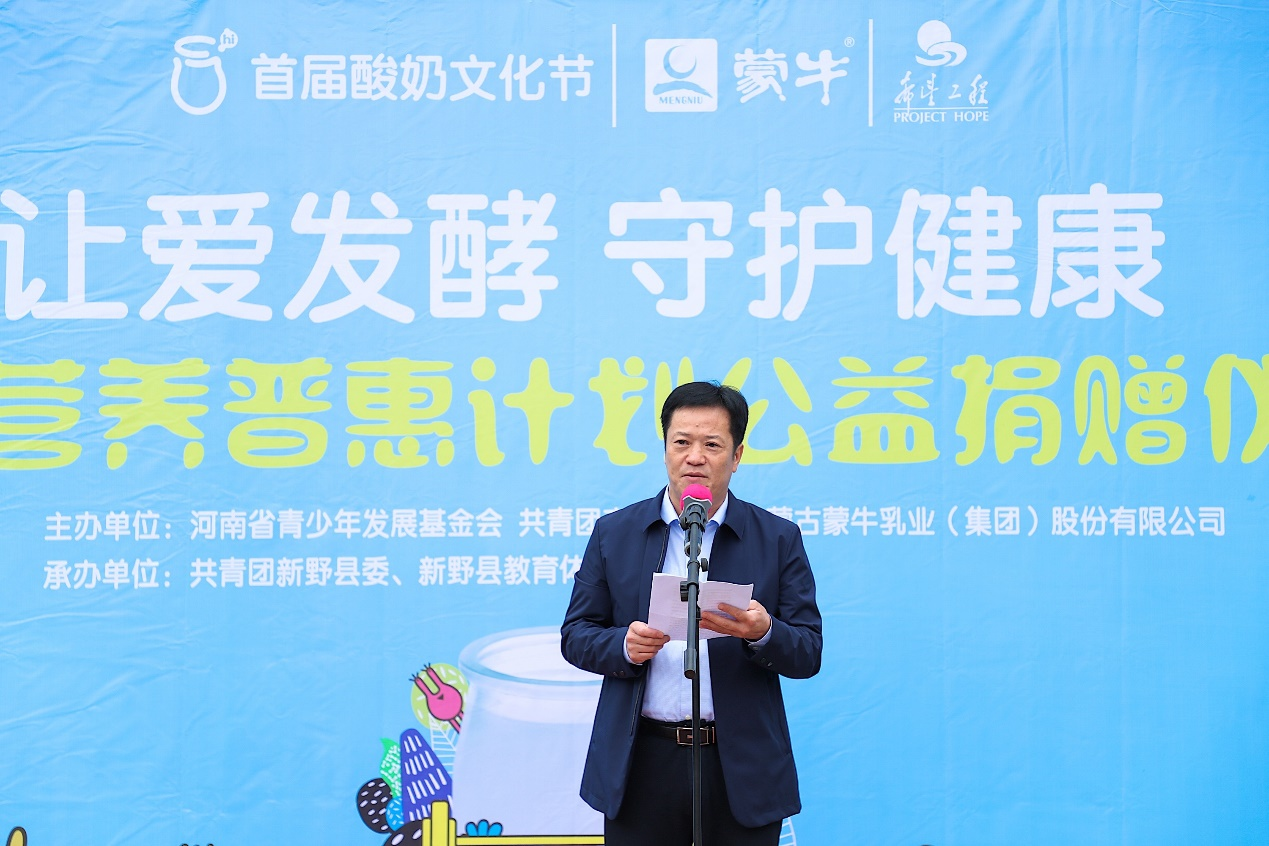 hi
首届酸奶文化节
MENGNIU
蒙牛®
希望工程
PROJECT HOPE
让爱发酵 守护健康
营养普惠计划公益捐赠仪
主办单位：河南省青少年发展基金会 共青团 蒙古蒙牛乳业（集团）股份有限公司
承办单位：共青团新野县委、新野县教育体